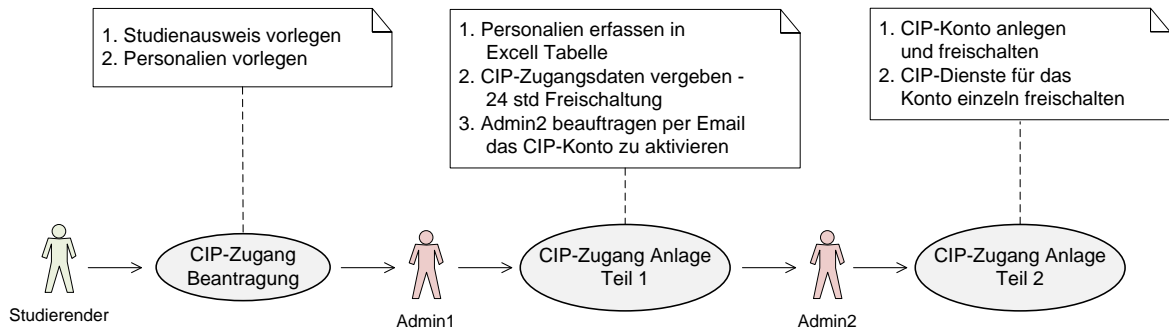 1. Studienausweis vorlegen
2. Personalien vorlegen
1. Personalien erfassen in
Excell Tabelle
2. CIP-Zugangsdaten vergeben -
24 std Freischaltung
3. Admin2 beauftragen per Email
das CIP-Konto zu aktivieren
1. CIP-Konto anlegen
und freischalten
2. CIP-Dienste für das
Konto einzeln freischalten
Studierender
CIP-Zugang
Beantragung
Admin1
CIP-Zugang Anlage
Teil 1
Admin2
CIP-Zugang Anlage
Teil 2